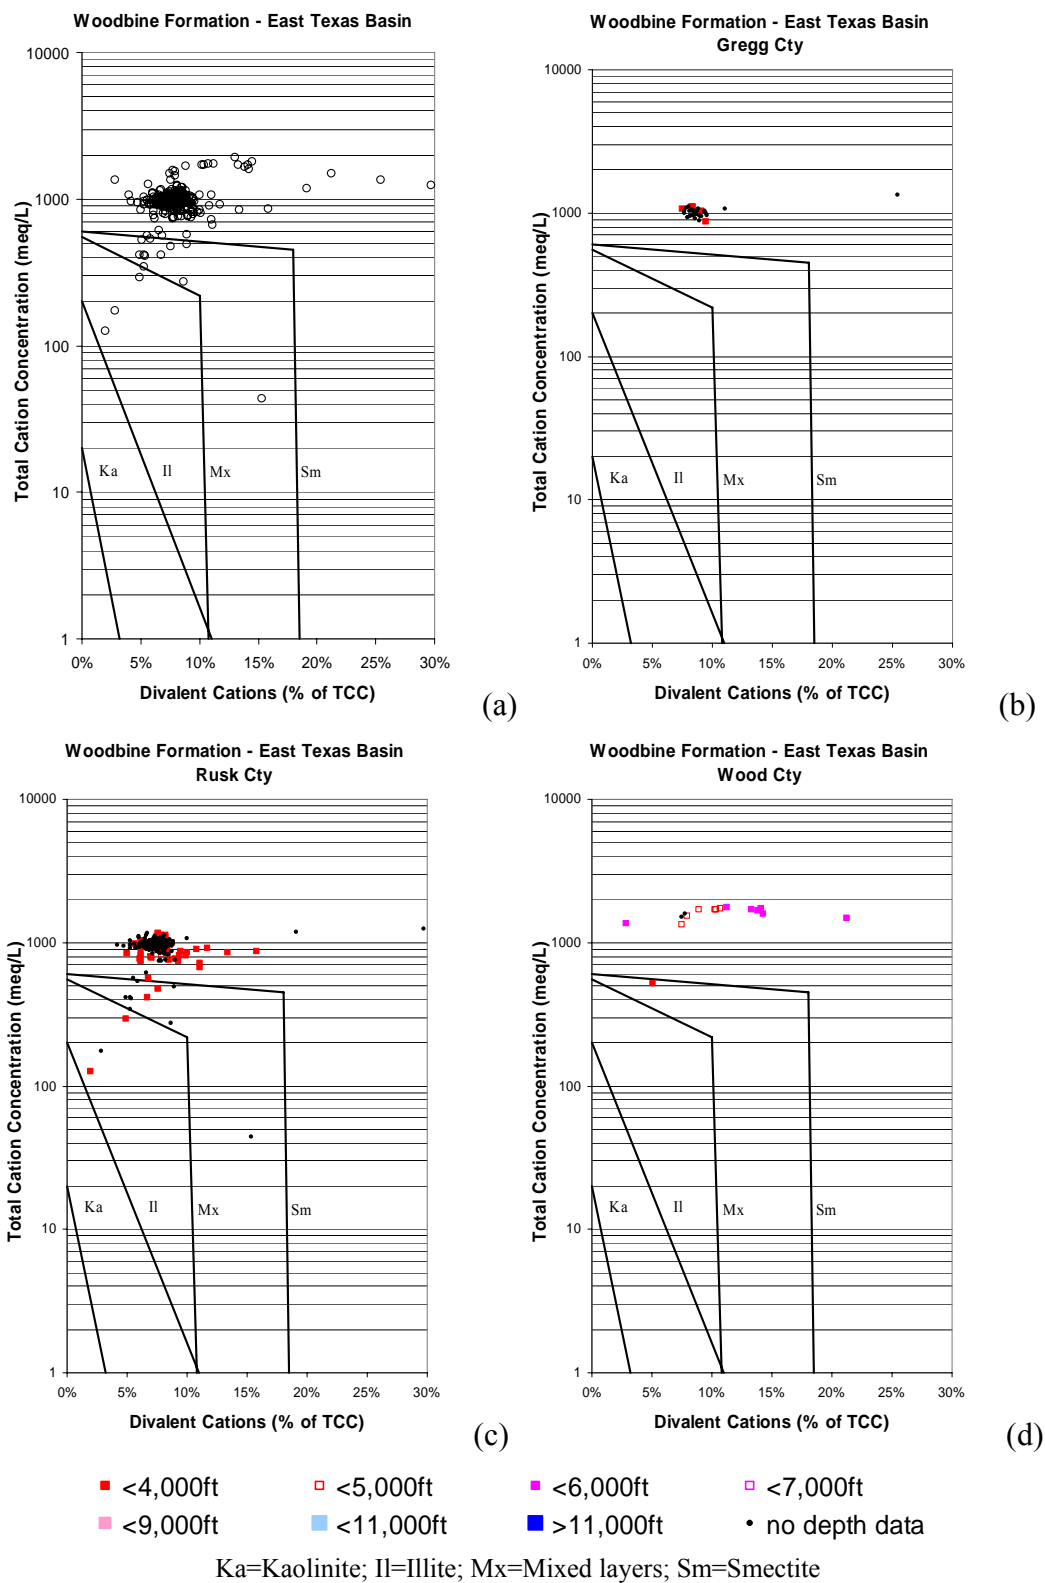 Woodbine Formation - East Texas Basin
10000
1000
100
10
1
Total Cation Concentration (meq/L)
Ka
Il
Mx
Sm
0% 5% 10% 15% 20% 25% 30%
Divalent Cations (% of TCC)
(a)
Woodbine Formation - East Texas Basin
Gregg Cty
10000
1000
100
10
1
Total Cation Concentration (meq/L)
Ka
Il
Mx
Sm
0% 5% 10% 15% 20% 25% 30%
Divalent Cations (% of TCC)
(b)
Woodbine Formation - East Texas Basin
Rusk Cty
10000
1000
100
10
1
Total Cation Concentration (meq/L)
Ka
Il
Mx
Sm
0% 5% 10% 15% 20% 25% 30%
Divalent Cations (% of TCC)
(c)
Woodbine Formation - East Texas Basin
Wood Cty
10000
1000
100
10
1
Total Cation Concentration (meq/L)
Ka
Il
Mx
Sm
0% 5% 10% 15% 20% 25% 30%
Divalent Cations (% of TCC)
(d)
<4,000ft <5,000ft <6,000ft <7,000ft
<9,000ft <11,000ft >11,000ft no depth data
Ka=Kaolinite; Il=Illite; Mx=Mixed layers; Sm=Smectite